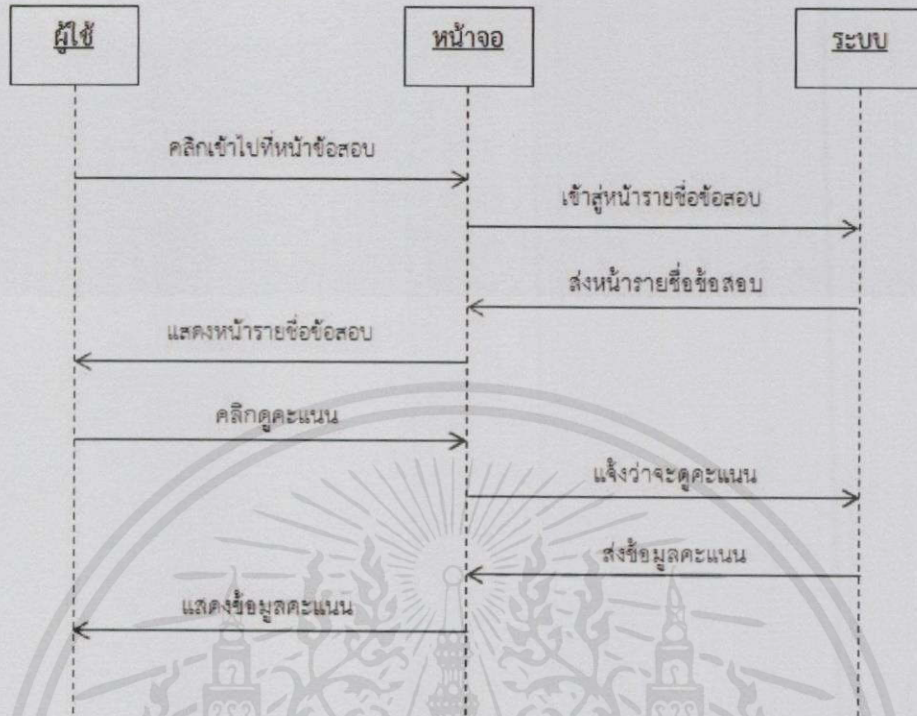 ผู้ใช้
หน้าจอ
ระบบ
คลิกเข้าไปที่หน้าข้อสอบ
เข้าสู่หน้ารายชื่อข้อสอบ
ส่งหน้ารายชื่อข้อสอบ
แสดงหน้ารายชื่อข้อสอบ
คลิกดูคะแนน
แจ้งว่าจะดูคะแนน
ส่งข้อมูลคะแนน
แสดงข้อมูลคะแนน